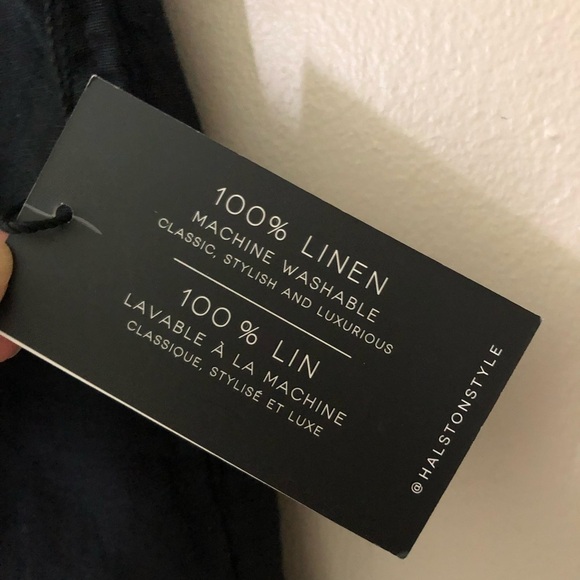 100% LINEN
MACHINE WASHABLE
CLASSIC, STYLISH AND LUXURIOUS
100 % LIN
LAVABLE À LA MACHINE
CLASSIQUE, STYLISÉ ET LUXE
@HALSTONSTYLE